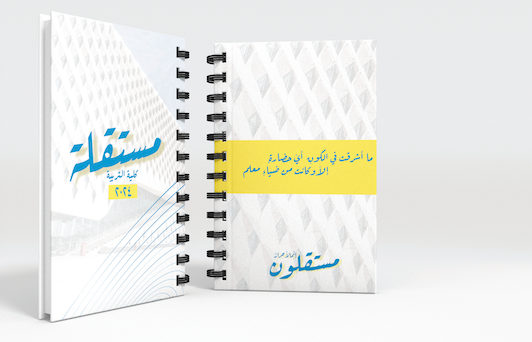 مستقلة
كلية التربية
٢٠٢٤
ما أشرقت في الكون أي حضارة
إلا وكانت من ضياء معلم
مستقلون